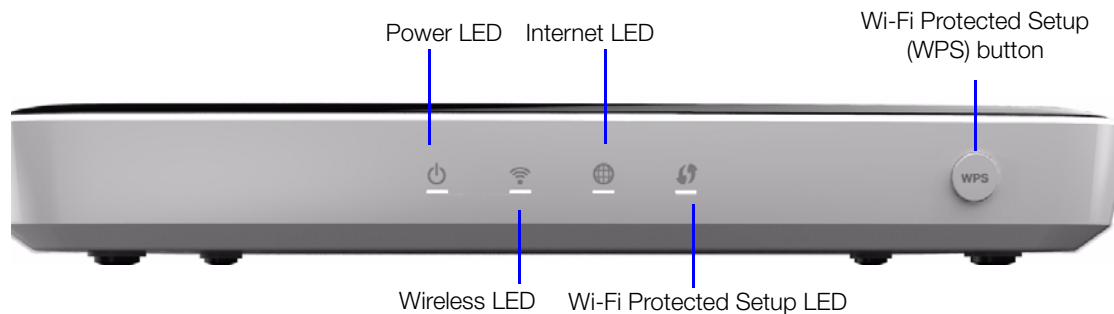 Wi-Fi Protected Setup
(WPS) button
Power LED
Internet LED
WPS
Wireless LED
Wi-Fi Protected Setup LED